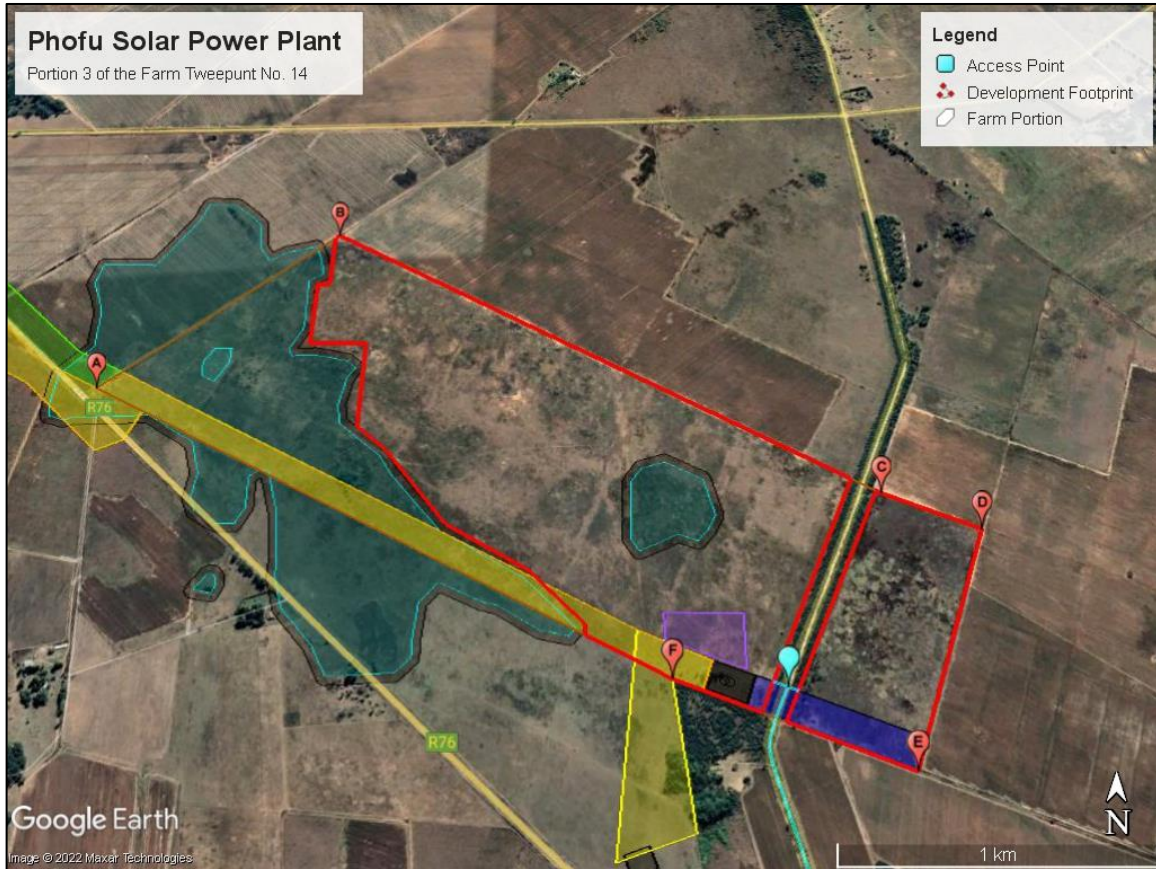 Phofu Solar Power Plant
Portion 3 of the Farm Tweepunt No. 14
Legend
Access Point
Development Footprint
Farm Portion
B
A
R76
C
D
F
E
R76
Google Earth
N
Image © 2022 Maxar Technologies
1 km